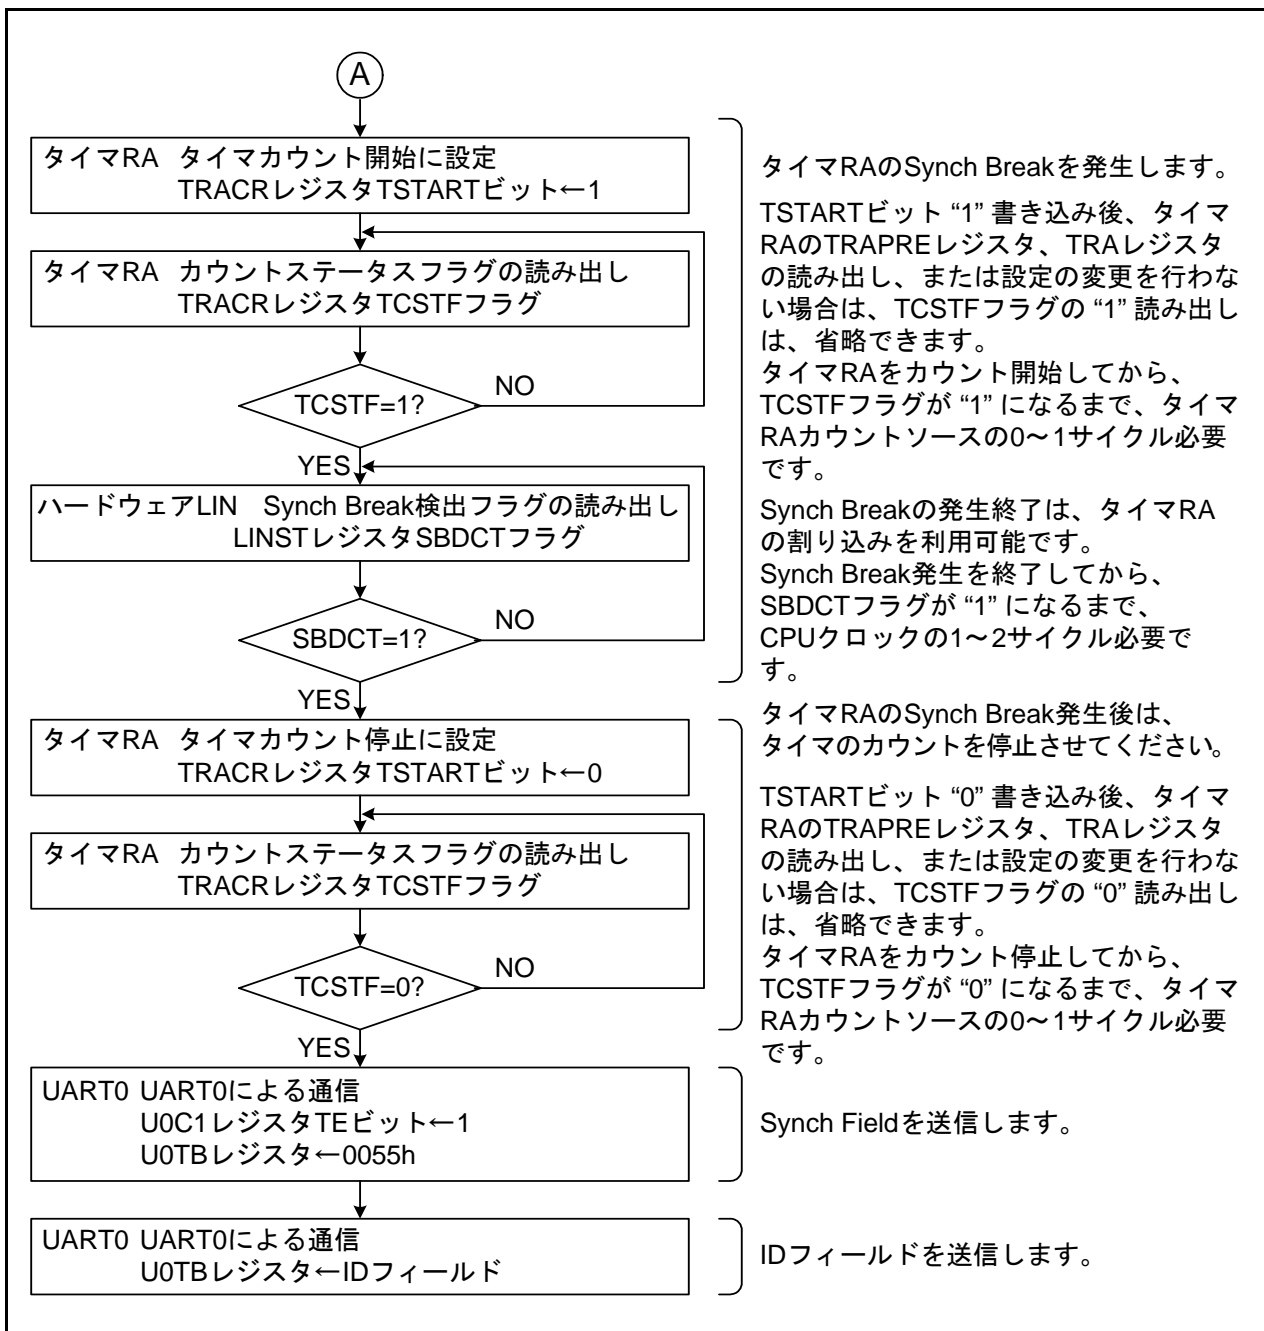 A
タイマRA タイマカウント開始に設定
TRACRレジスタTSTARTビット←1
タイマRA カウントステータスフラグの読み出し
TRACRレジスタTCSTFフラグ
TCSTF=1?
NO
YES
ハードウェアLIN Synch Break検出フラグの読み出し
LINSTレジスタSBDCTフラグ
SBDCT=1?
NO
YES
タイマRA タイマカウント停止に設定
TRACRレジスタTSTARTビット←0
タイマRA カウントステータスフラグの読み出し
TRACRレジスタTCSTFフラグ
TCSTF=0?
NO
YES
UART0 UART0による通信
U0C1レジスタTEビット←1
U0TBレジスタ←0055h
UART0 UART0による通信
U0TBレジスタ←IDフィールド
タイマRAのSynch Breakを発生します。
TSTARTビット “1” 書き込み後、タイマ
RAのTRAPREレジスタ、TRAレジスタ
の読み出し、または設定の変更を行わな
い場合は、TCSTFフラグの “1” 読み出し
は、省略できます。
タイマRAをカウント開始してから、
TCSTFフラグが “1” になるまで、タイマ
RAカウントソースの0～1サイクル必要
です。
Synch Breakの発生終了は、タイマRA
の割り込みを利用可能です。
Synch Break発生を終了してから、
SBDCTフラグが “1” になるまで、
CPUクロックの1～2サイクル必要で
す。
タイマRAのSynch Break発生後は、
タイマのカウントを停止させてください。
TSTARTビット “0” 書き込み後、タイマ
RAのTRAPREレジスタ、TRAレジスタ
の読み出し、または設定の変更を行わな
い場合は、TCSTFフラグの “0” 読み出し
は、省略できます。
タイマRAをカウント停止してから、
TCSTFフラグが “0” になるまで、タイマ
RAカウントソースの0～1サイクル必要
です。
Synch Fieldを送信します。
IDフィールドを送信します。